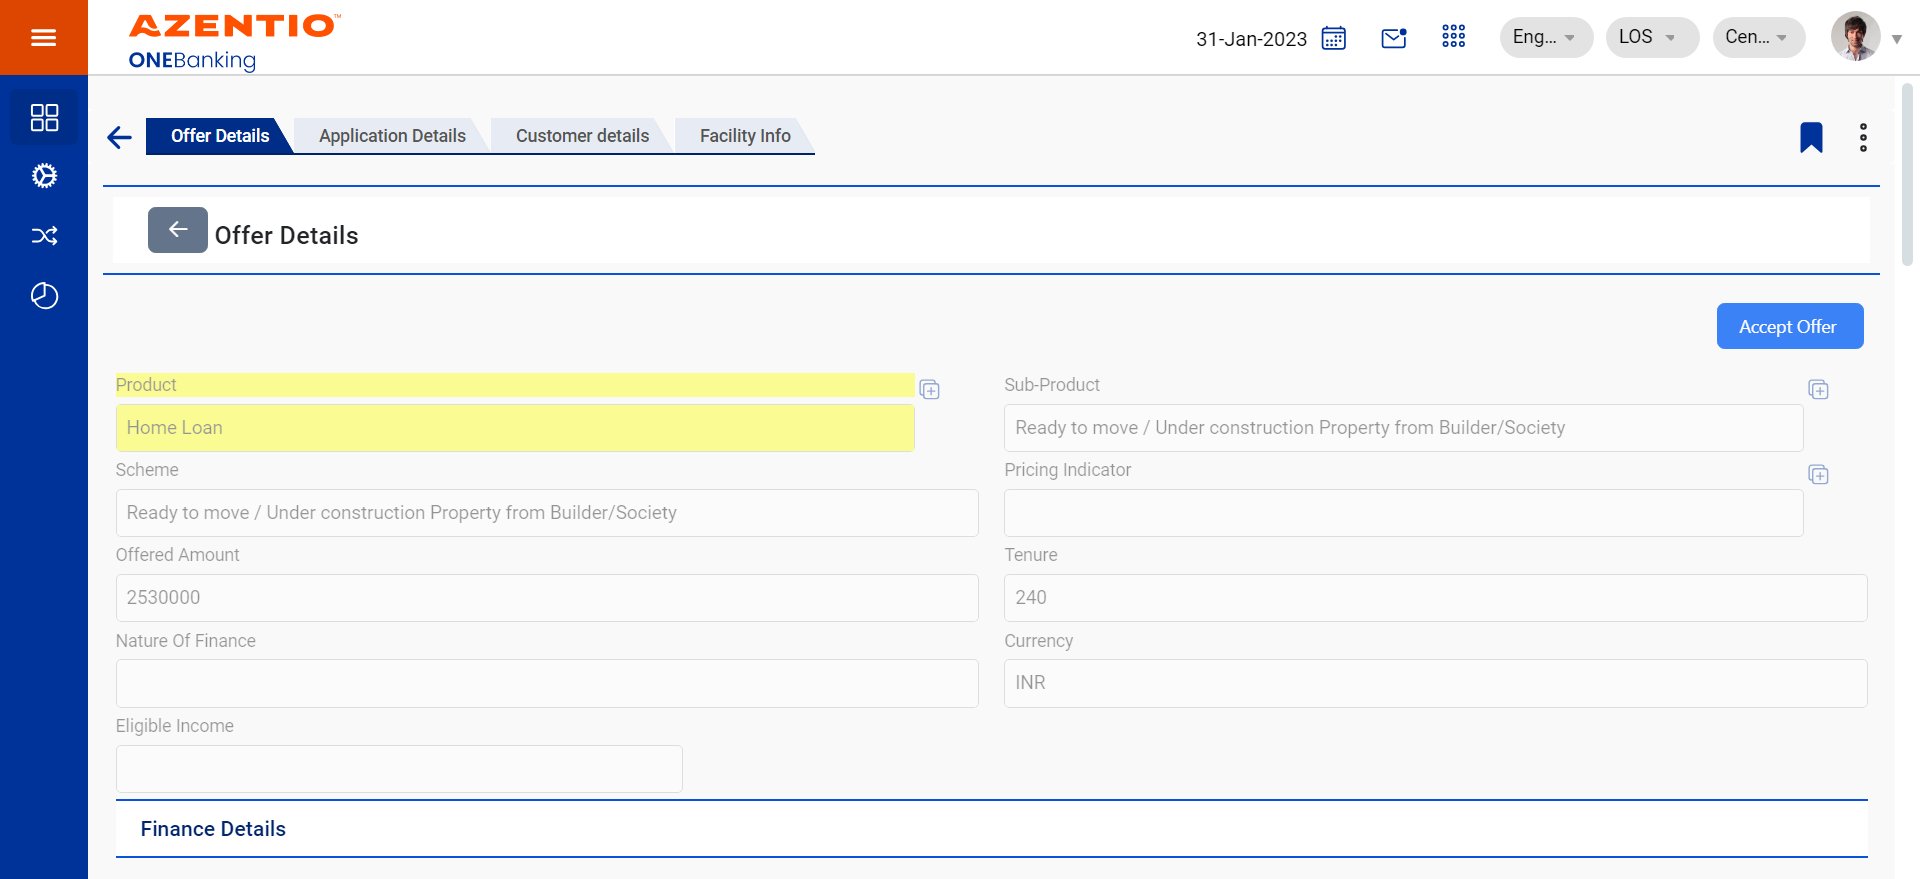 AZENTIO™
ONEBanking
31-Jan-2023
Eng...
LOS
Cen...
Offer Details
Application Details
Customer details
Facility Info
Offer Details
Accept Offer
Product
Sub-Product
Home Loan
Ready to move / Under construction Property from Builder/Society
Scheme
Pricing Indicator
Ready to move / Under construction Property from Builder/Society
Offered Amount
Tenure
2530000
240
Nature Of Finance
Currency
INR
Eligible Income
Finance Details